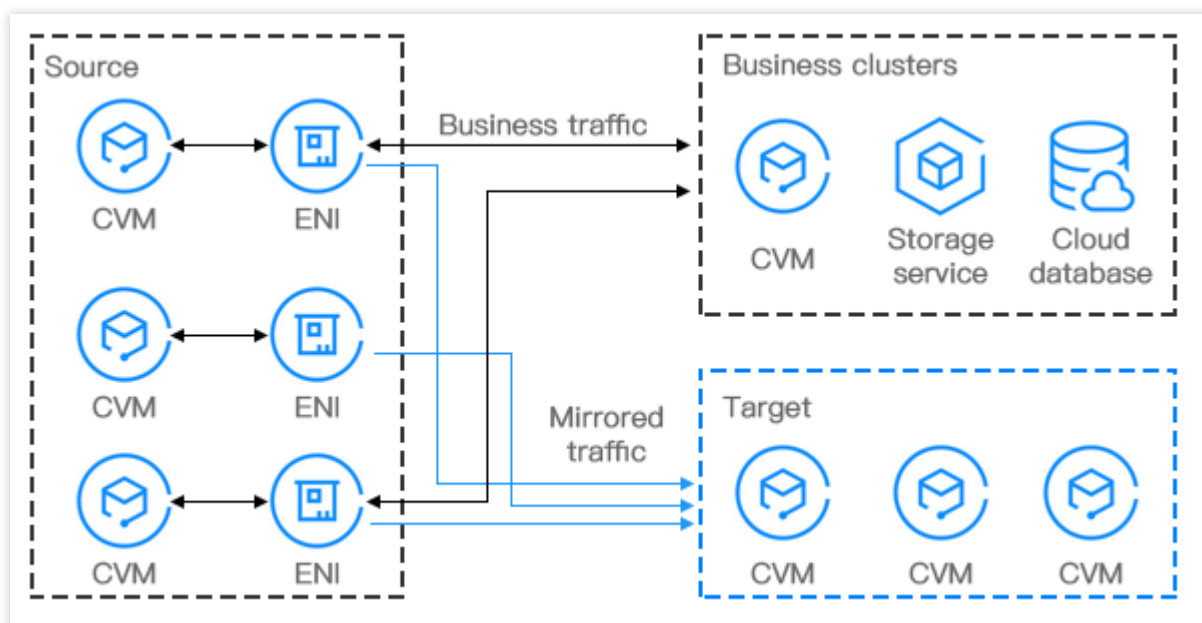 Source
CVM
ENI
CVM
ENI
CVM
ENI
Business traffic
Mirrored
traffic
Business clusters
CVM
Storage
service
Cloud
database
Target
CVM
CVM
CVM